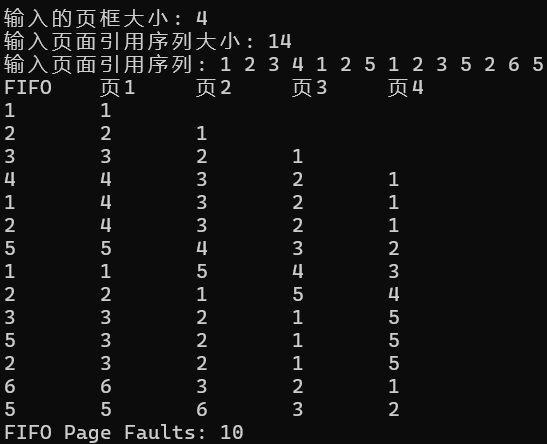 输入的页框大小: 4
输入页面引用序列大小: 14
输入页面引用序列: 1 2 3 4 1 2 5 1 2 3 5 2 6 5
FIFO 页1 页2 页3 页4
1 1
2 2 1
3 3 2 1
4 4 3 2 1
1 4 3 2 1
2 4 3 2 1
5 5 4 3 2
1 1 5 4 3
2 2 1 5 4
3 3 2 1 5
5 3 2 1 5
2 3 2 1 5
6 6 3 2 1
5 5 6 3 2
FIFO Page Faults: 10